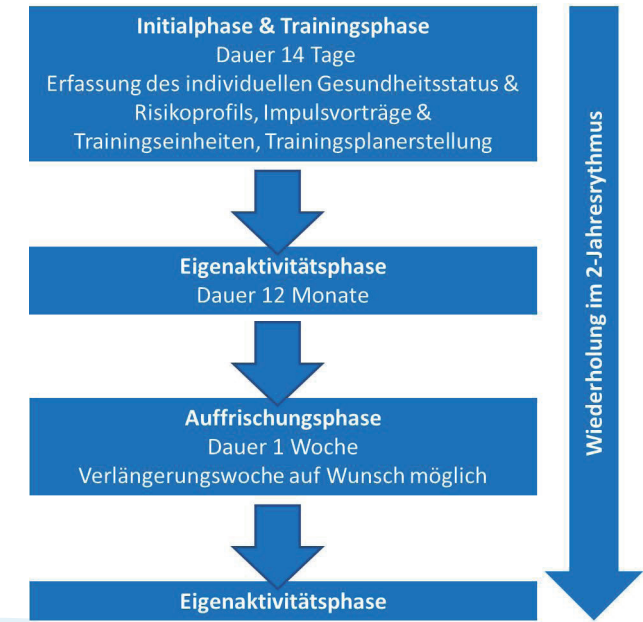 Initialphase & Trainingsphase
Dauer 14 Tage
Erfassung des individuellen Gesundheitsstatus &
Risikoprofils, Impulsvorträge &
Trainingseinheiten, Trainingsplanerstellung
Eigenaktivitätsphase
Dauer 12 Monate
Auffrischungsphase
Dauer 1 Woche
Verlängerungswoche auf Wunsch möglich
Eigenaktivitätsphase
Wiederholung im 2-Jahresrythmus